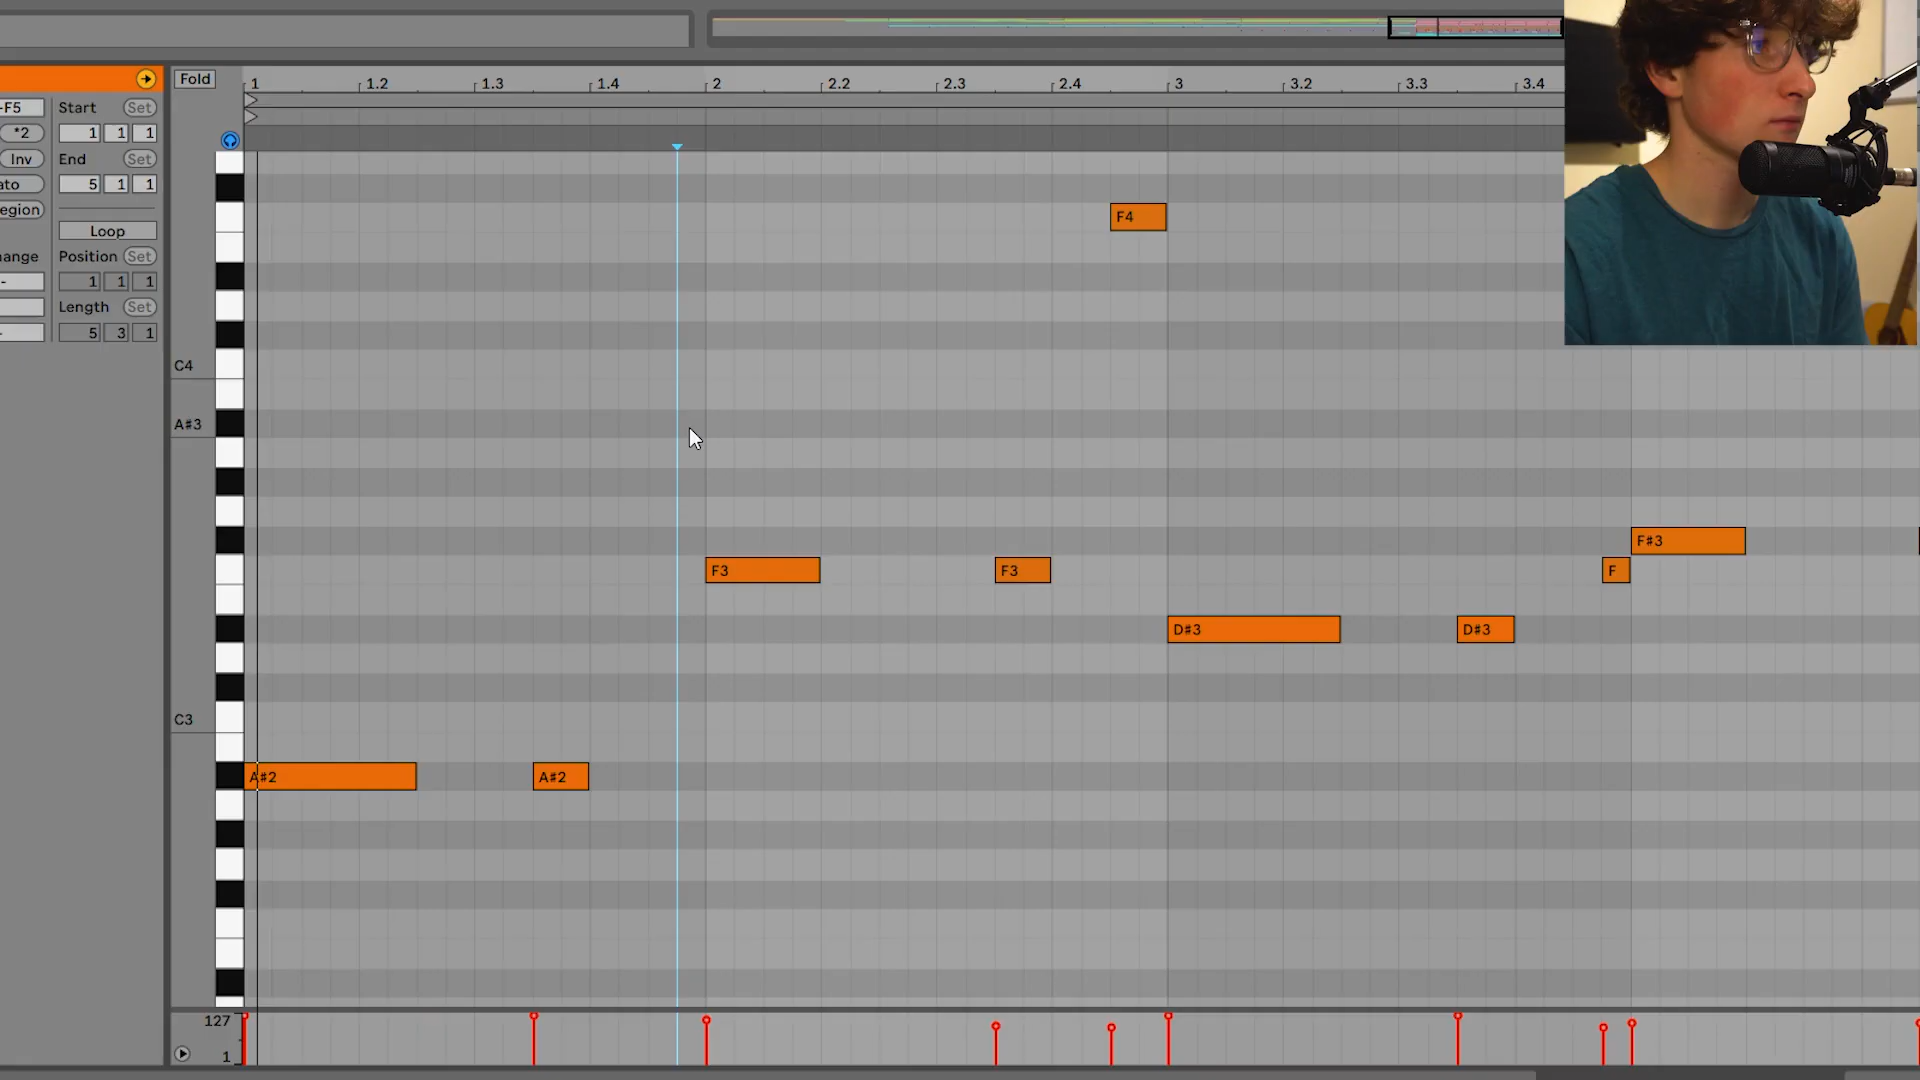 Fold
1 1.2 1.3 1.4 2 2.2 2.3 2.4 3 3.2 3.3 3.4
-F5 Start Set
*2 1 1 1
Inv End Set
ato 5 1 1
egion
Loop
ange Position Set
- 1 1 1
Length Set
- 5 3 1
F4
C4
A#3
F#3
F3 F3 F
D#3 D#3
C3
A#2 A#2
127
1